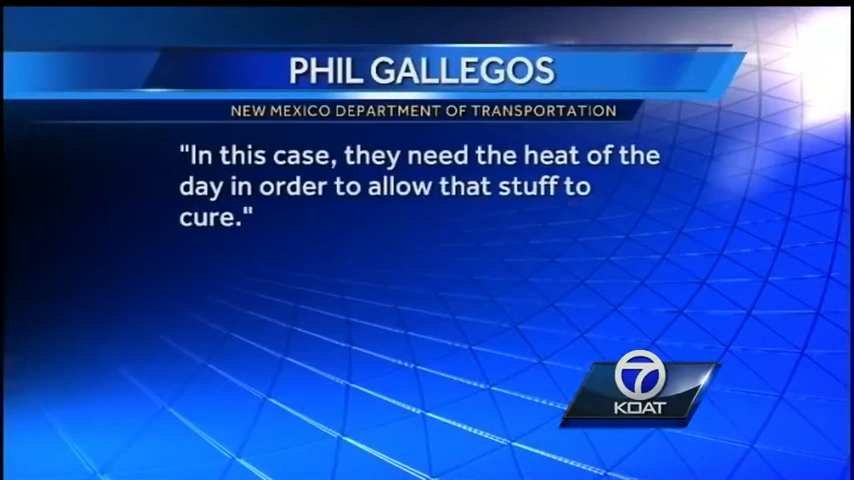 PHIL GALLEGOS
NEW MEXICO DEPARTMENT OF TRANSPORTATION
"In this case, they need the heat of the
day in order to allow that stuff to
cure."
7
KOAT